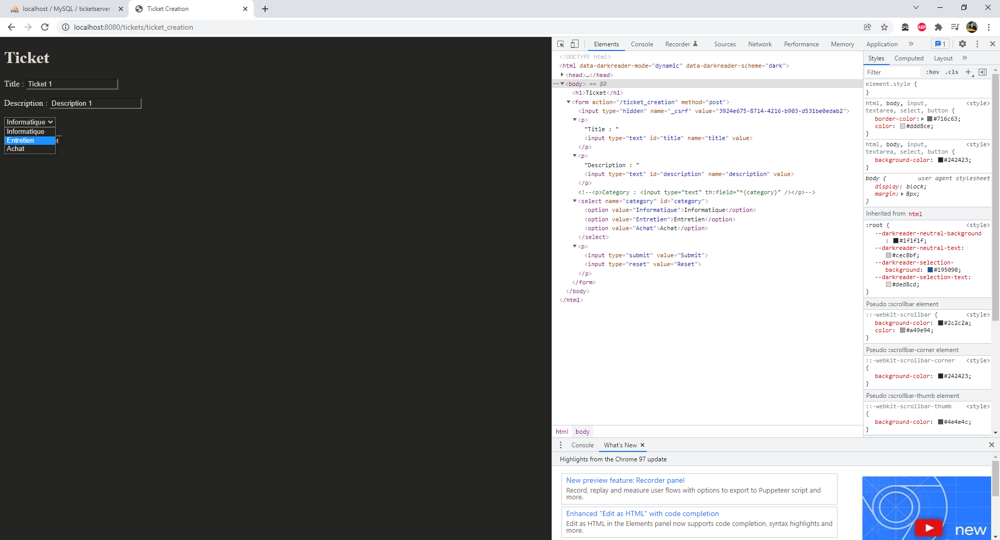 localhost / MySQL / ticketserver
Ticket Creation
localhost:8080/tickets/ticket_creation
ABP
Ticket
Title : Ticket 1
Description : Description 1
Informatique
Informatique
Entretien
Achat
Elements Console Recorder Sources Network Performance Memory Application 1
<!DOCTYPE html>
<html data-darkreader-mode="dynamic" data-darkreader-scheme="dark">
<head>…</head>
<body> == $0
<h1>Ticket</h1>
<form action="/ticket_creation" method="post">
<input type="hidden" name="_csrf" value="3924e675-8714-4216-b903-d531be0edab2">
<p>
"Title : "
<input type="text" id="title" name="title" value>
</p>
<p>
"Description : "
<input type="text" id="description" name="description" value>
</p>
<!--<p>Category : <input type="text" th:field="*{category}" /></p>-->
<select name="category" id="category">
<option value="Informatique">Informatique</option>
<option value="Entretien">Entretien</option>
<option value="Achat">Achat</option>
</select>
<p>
<input type="submit" value="Submit">
<input type="reset" value="Reset">
</p>
</form>
</body>
</html>
html body
Styles Computed Layout
Filter :hov .cls
element.style {
}
html, body, input, <style>
textarea, select, button {
border-color: #716c63;
color: #ddd8ce;
}
html, body, input, <style>
textarea, select, button {
background-color: #242423;
}
body { user agent stylesheet
display: block;
margin: 8px;
}
Inherited from html
:root { <style>
--darkreader-neutral-background
: #1f1f1f;
--darkreader-neutral-text:
#cec8bf;
--darkreader-selection-
background: #195090;
--darkreader-selection-text:
#ded8cd;
}
Pseudo ::scrollbar element
::-webkit-scrollbar { <style>
background-color: #2c2c2a;
color: #a49e94;
}
Pseudo ::scrollbar-corner element
::-webkit-scrollbar-corner <style>
{
background-color: #242423;
}
Pseudo ::scrollbar-thumb element
::-webkit-scrollbar-thumb <style>
{
background-color: #4e4e4c;
}
Console What's New
Highlights from the Chrome 97 update
New preview feature: Recorder panel
Record, replay and measure user flows with options to export to Puppeteer script and
more.
Enhanced "Edit as HTML" with code completion
Edit as HTML in the Elements panel now supports code completion, syntax highlights and
more.
new